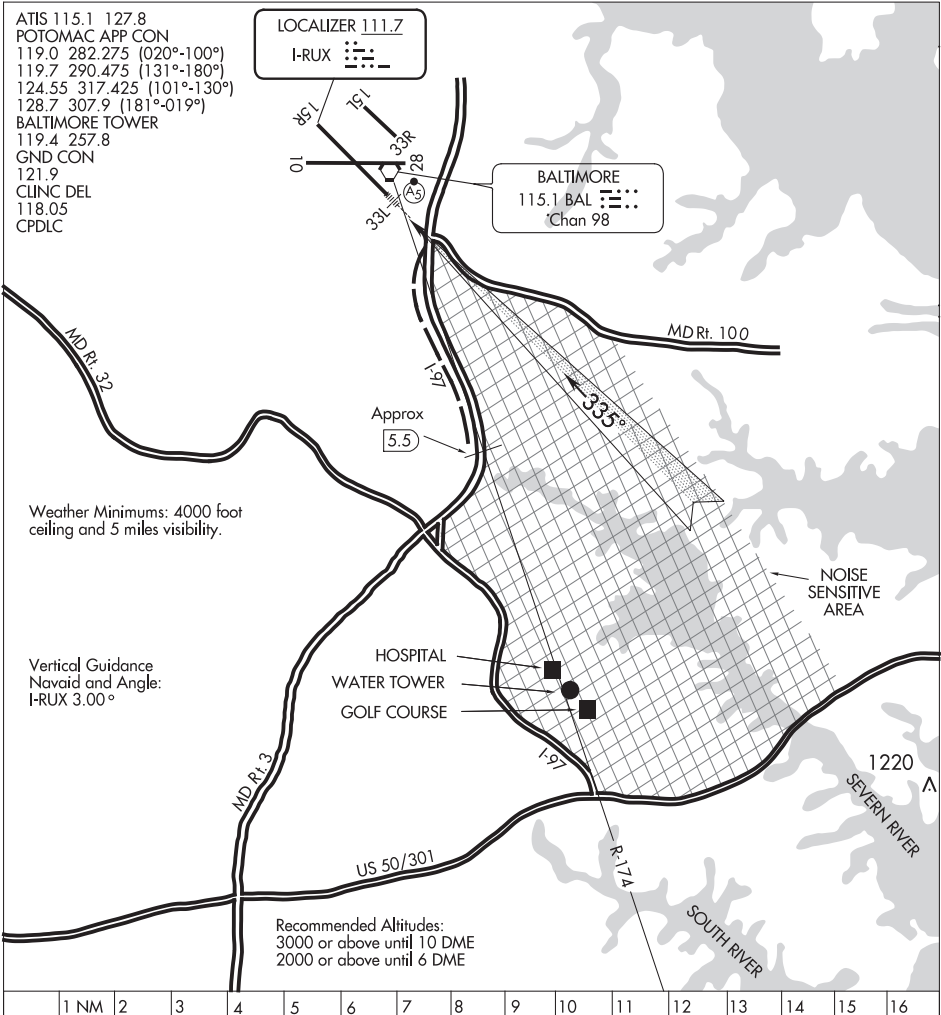 ATIS 115.1 127.8
POTOMAC APP CON
119.0 282.275 (020°-100°)
119.7 290.475 (131°-180°)
124.55 317.425 (101°-130°)
128.7 307.9 (181°-019°)
BALTIMORE TOWER
119.4 257.8
GND CON
121.9
CLNC DEL
118.05
CPDLC
LOCALIZER 111.7
I-RUX
15R
15L
33R
10
28
A5
33L
BALTIMORE
115.1 BAL
Chan 98
MD Rt. 32
I-97
MD Rt. 100
335°
Approx
5.5
Weather Minimums: 4000 foot
ceiling and 5 miles visibility.
NOISE
SENSITIVE
AREA
Vertical Guidance
Navaid and Angle:
I-RUX 3.00°
HOSPITAL
WATER TOWER
GOLF COURSE
I-97
MD Rt. 3
1220
SEVERN RIVER
US 50/301
R-174
SOUTH RIVER
Recommended Altitudes:
3000 or above until 10 DME
2000 or above until 6 DME
1 NM 2 3 4 5 6 7 8 9 10 11 12 13 14 15 16